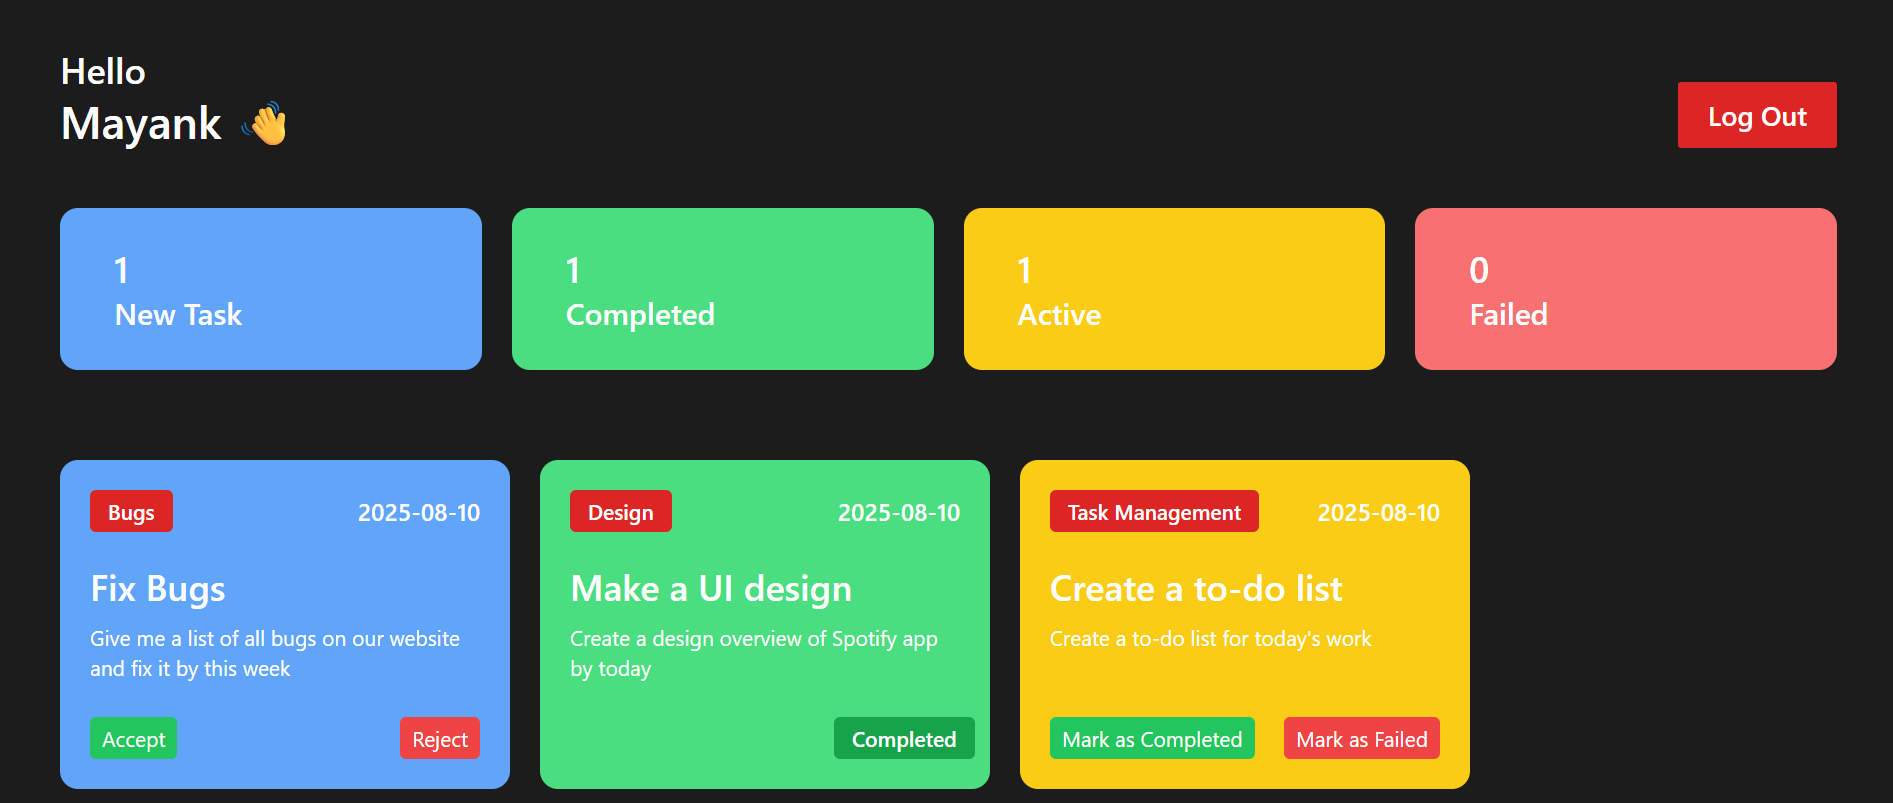 Hello
Mayank 👋
Log Out
1
New Task
1
Completed
1
Active
0
Failed
Bugs
2025-08-10
Fix Bugs
Give me a list of all bugs on our website
and fix it by this week
Accept
Reject
Design
2025-08-10
Make a UI design
Create a design overview of Spotify app
by today
Completed
Task Management
2025-08-10
Create a to-do list
Create a to-do list for today's work
Mark as Completed
Mark as Failed